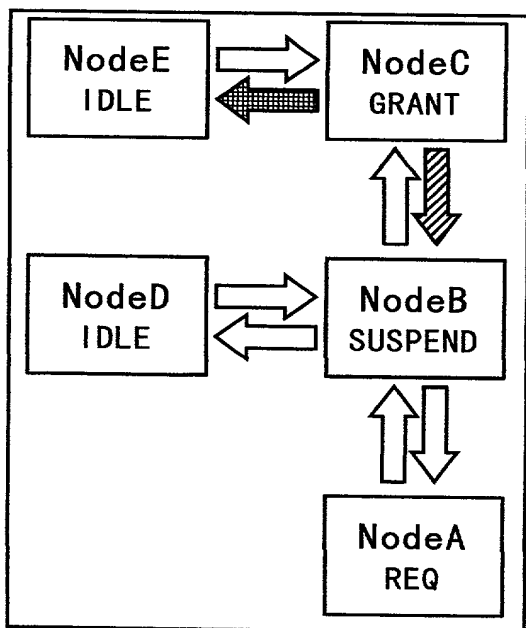 NodeE
IDLE
NodeC
GRANT
NodeD
IDLE
NodeB
SUSPEND
NodeA
REQ